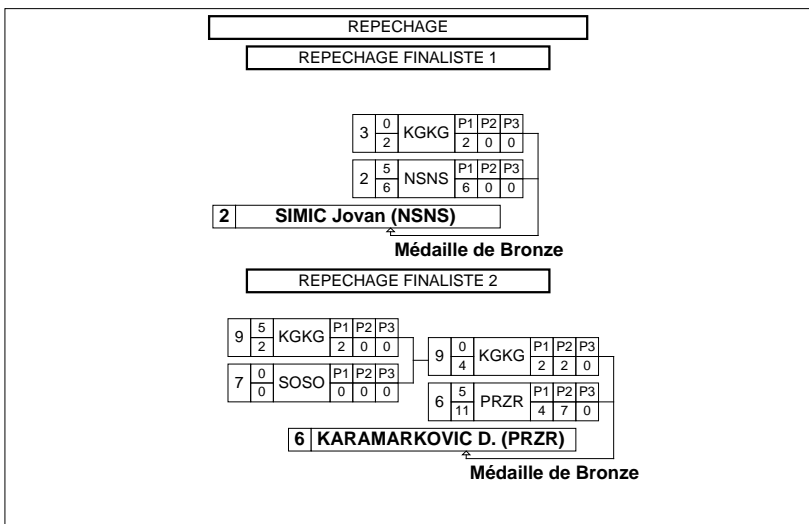 REPECHAGE
REPECHAGE FINALISTE 1
3 0 KGKG P1 P2 P3
2 2 0 0
2 5 NSNS P1 P2 P3
6 6 0 0
2 SIMIC Jovan (NSNS)
Médaille de Bronze
REPECHAGE FINALISTE 2
9 5 KGKG P1 P2 P3
2 2 0 0
7 0 SOSO P1 P2 P3
0 0 0 0
9 0 KGKG P1 P2 P3
4 2 2 0
6 5 PRZR P1 P2 P3
11 4 7 0
6 KARAMARKOVIC D. (PRZR)
Médaille de Bronze